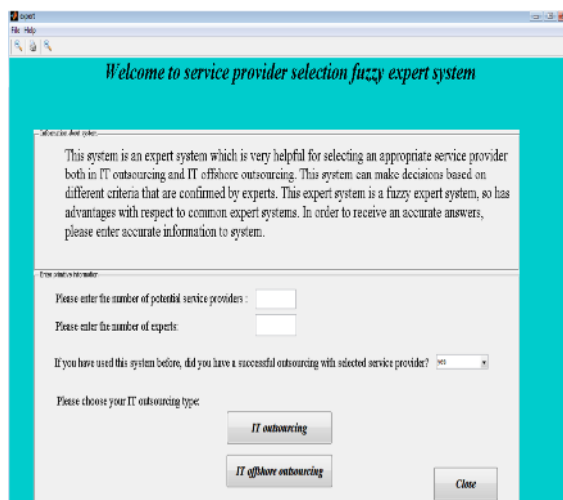 expert
File Help
Welcome to service provider selection fuzzy expert system
Information about system
This system is an expert system which is very helpful for selecting an appropriate service provider
both in IT outsourcing and IT offshore outsourcing. This system can make decisions based on
different criteria that are confirmed by experts. This expert system is a fuzzy expert system, so has
advantages with respect to common expert systems. In order to receive an accurate answers,
please enter accurate information to system.
Enter primitive information
Please enter the number of potential service providers :
Please enter the number of experts:
If you have used this system before, did you have a successful outsourcing with selected service provider? yes
Please choose your IT outsourcing type:
IT outsourcing
IT offshore outsourcing
Close